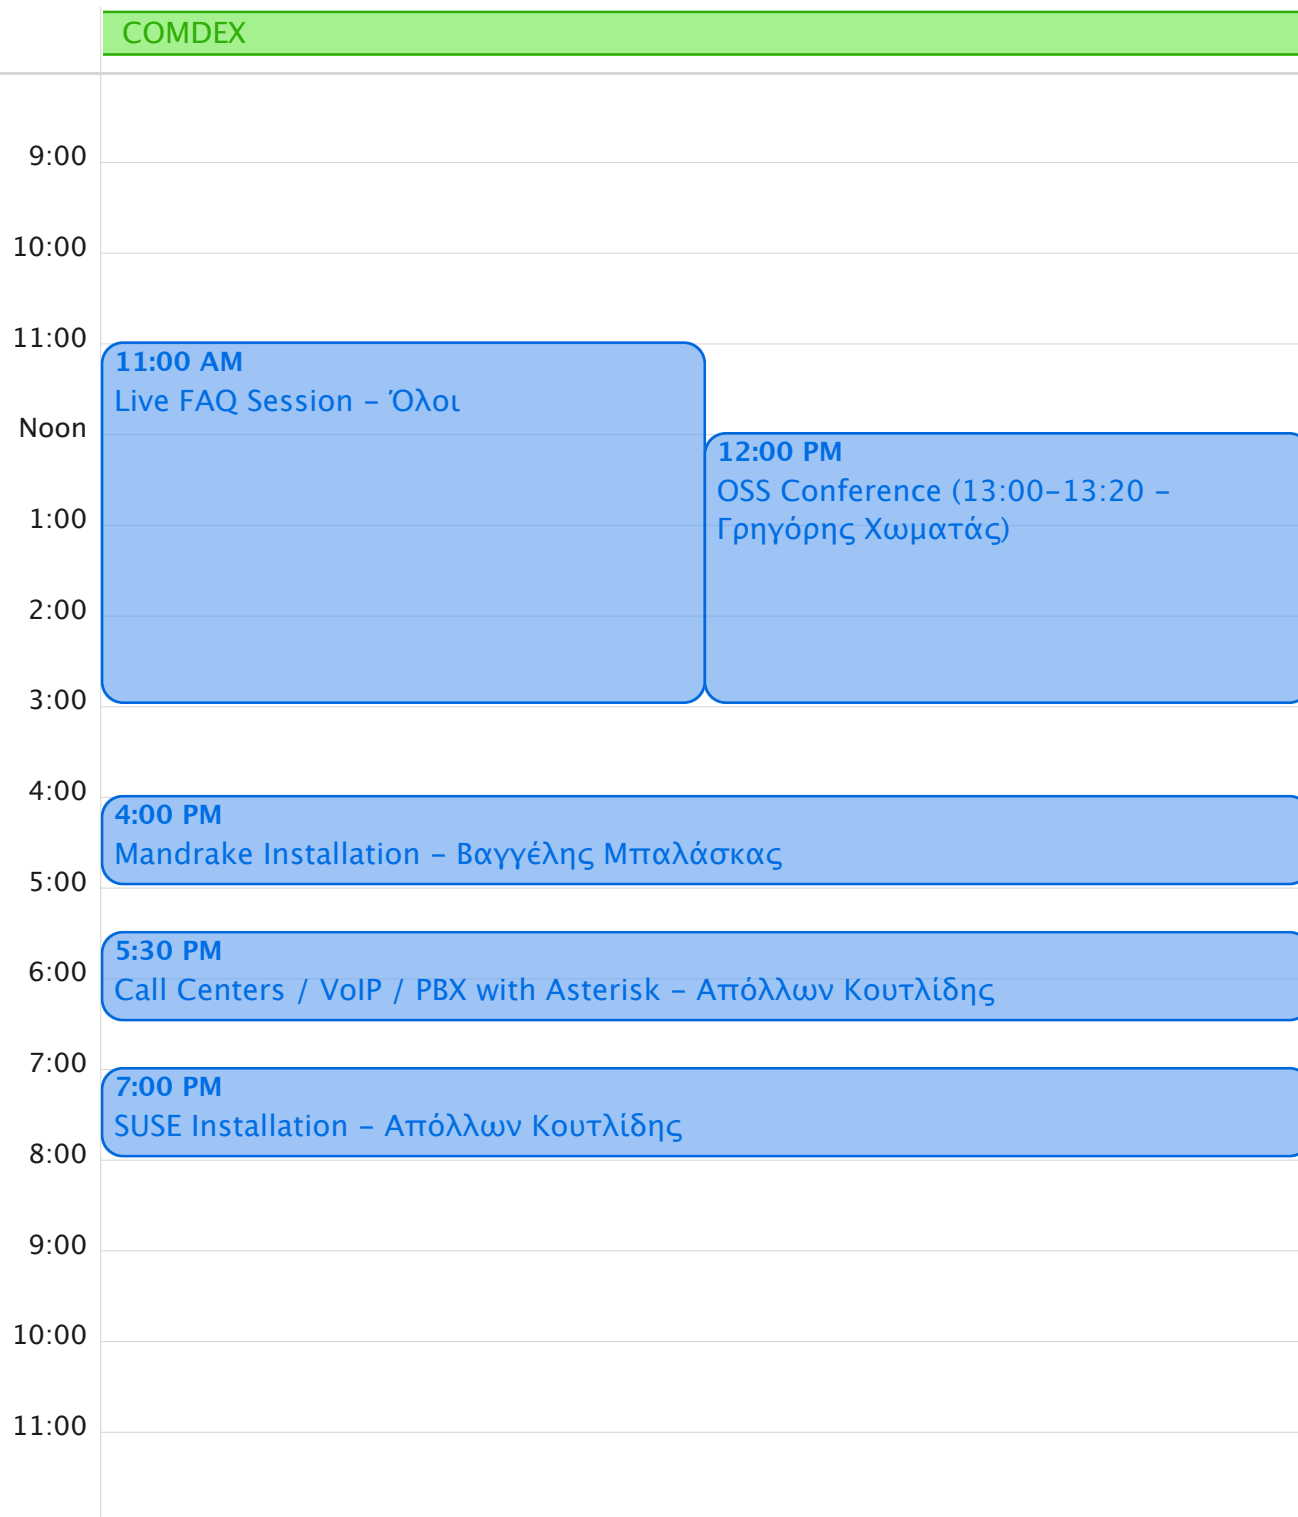 COMDEX
9:00
10:00
11:00
11:00 AM
Live FAQ Session – Όλοι
Noon
12:00 PM
OSS Conference (13:00–13:20 –
Γρηγόρης Χωματάς)
1:00
2:00
3:00
4:00
4:00 PM
Mandrake Installation – Βαγγέλης Μπαλάσκας
5:00
5:30 PM
6:00
Call Centers / VoIP / PBX with Asterisk – Απόλλων Κουτλίδης
7:00
7:00 PM
SUSE Installation – Απόλλων Κουτλίδης
8:00
9:00
10:00
11:00